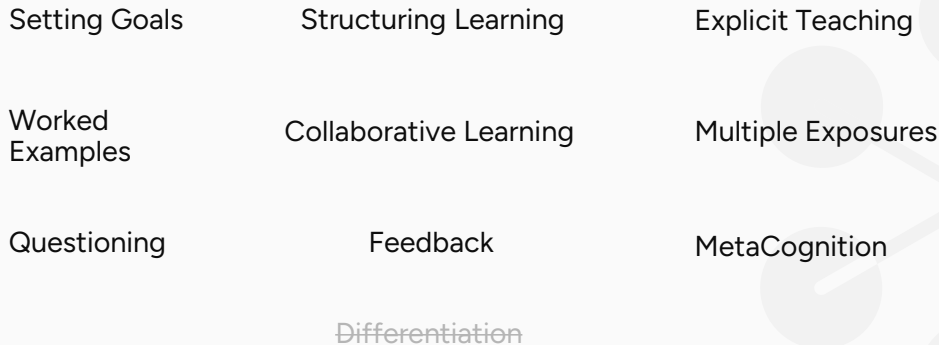 Setting Goals
Structuring Learning
Explicit Teaching
Worked
Examples
Collaborative Learning
Multiple Exposures
Questioning
Feedback
MetaCognition
Differentiation